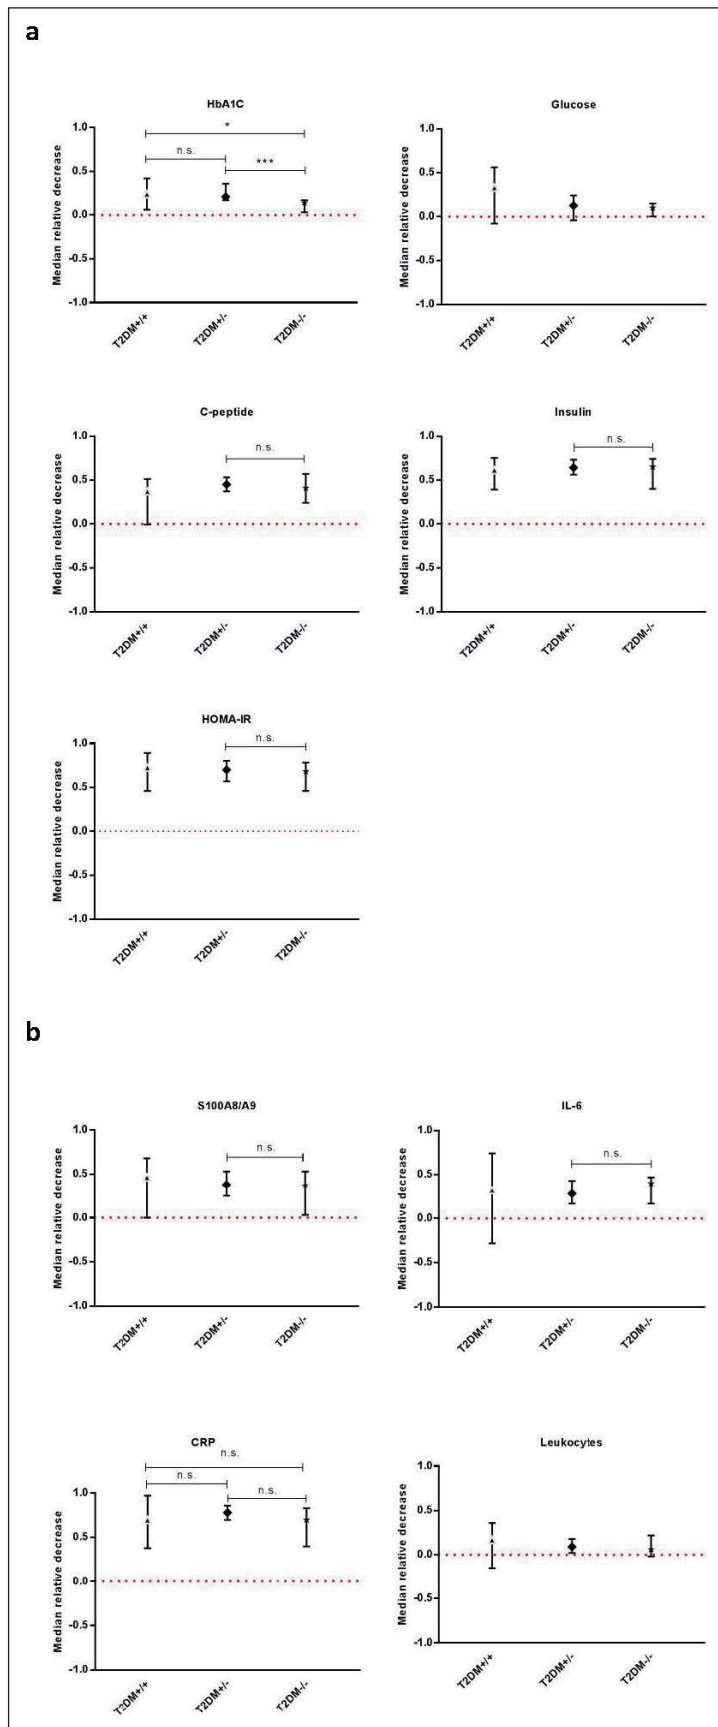 a
HbA1C
Median relative decrease
1.0
0.5
0.0
-0.5
-1.0
*
n.s.
***
T2DM+/+
T2DM+/-
T2DM-/-
Glucose
Median relative decrease
1.0
0.5
0.0
-0.5
-1.0
T2DM+/+
T2DM+/-
T2DM-/-
C-peptide
Median relative decrease
1.0
0.5
0.0
-0.5
-1.0
n.s.
T2DM+/+
T2DM+/-
T2DM-/-
Insulin
Median relative decrease
1.0
0.5
0.0
-0.5
-1.0
n.s.
T2DM+/+
T2DM+/-
T2DM-/-
HOMA-IR
Median relative decrease
1.0
0.5
0.0
-0.5
-1.0
n.s.
T2DM+/+
T2DM+/-
T2DM-/-
b
S100A8/A9
Median relative decrease
1.0
0.5
0.0
-0.5
-1.0
n.s.
T2DM+/+
T2DM+/-
T2DM-/-
IL-6
Median relative decrease
1.0
0.5
0.0
-0.5
-1.0
n.s.
T2DM+/+
T2DM+/-
T2DM-/-
CRP
Median relative decrease
1.0
0.5
0.0
-0.5
-1.0
n.s.
n.s.
n.s.
T2DM+/+
T2DM+/-
T2DM-/-
Leukocytes
Median relative decrease
1.0
0.5
0.0
-0.5
-1.0
T2DM+/+
T2DM+/-
T2DM-/-